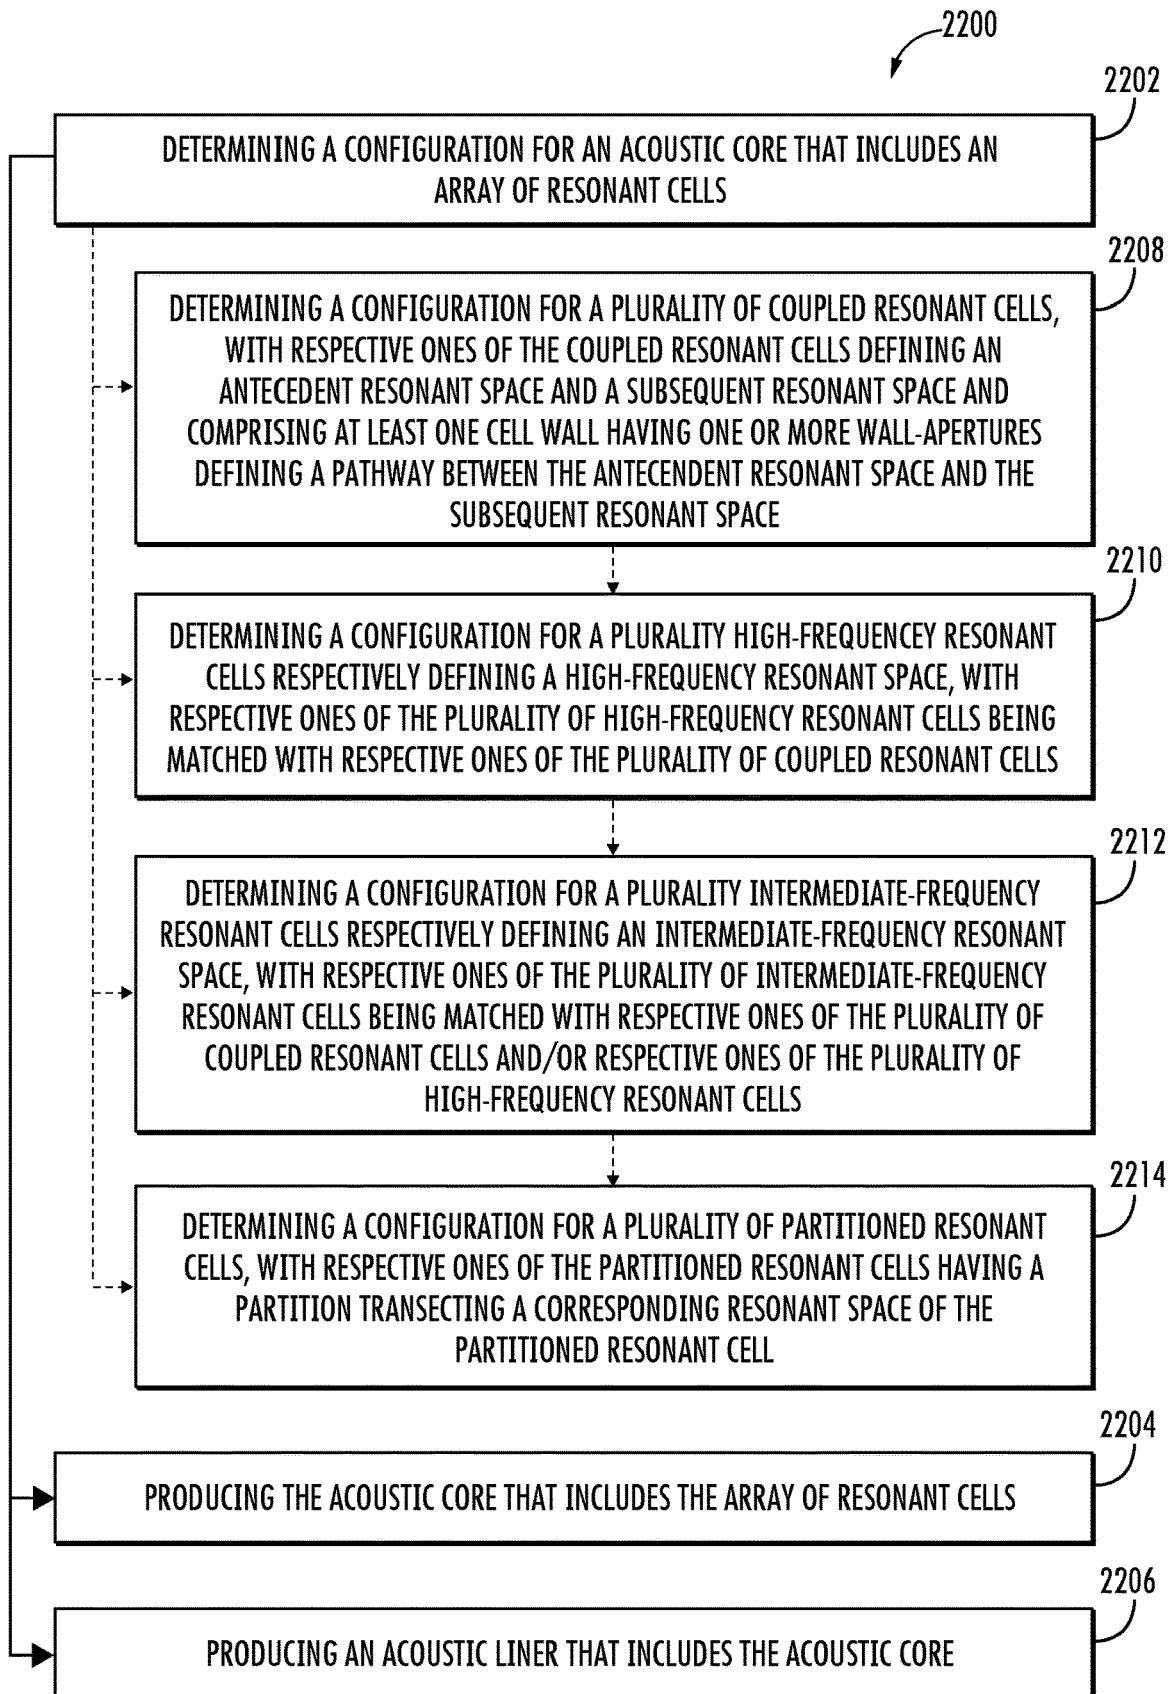 2200
2202
DETERMINING A CONFIGURATION FOR AN ACOUSTIC CORE THAT INCLUDES AN
ARRAY OF RESONANT CELLS
2208
DETERMINING A CONFIGURATION FOR A PLURALITY OF COUPLED RESONANT CELLS,
WITH RESPECTIVE ONES OF THE COUPLED RESONANT CELLS DEFINING AN
ANTECEDENT RESONANT SPACE AND A SUBSEQUENT RESONANT SPACE AND
COMPRISING AT LEAST ONE CELL WALL HAVING ONE OR MORE WALL-APERTURES
DEFINING A PATHWAY BETWEEN THE ANTECENDENT RESONANT SPACE AND THE
SUBSEQUENT RESONANT SPACE
2210
DETERMINING A CONFIGURATION FOR A PLURALITY HIGH-FREQUENCEY RESONANT
CELLS RESPECTIVELY DEFINING A HIGH-FREQUENCY RESONANT SPACE, WITH
RESPECTIVE ONES OF THE PLURALITY OF HIGH-FREQUENCY RESONANT CELLS BEING
MATCHED WITH RESPECTIVE ONES OF THE PLURALITY OF COUPLED RESONANT CELLS
2212
DETERMINING A CONFIGURATION FOR A PLURALITY INTERMEDIATE-FREQUENCY
RESONANT CELLS RESPECTIVELY DEFINING AN INTERMEDIATE-FREQUENCY RESONANT
SPACE, WITH RESPECTIVE ONES OF THE PLURALITY OF INTERMEDIATE-FREQUENCY
RESONANT CELLS BEING MATCHED WITH RESPECTIVE ONES OF THE PLURALITY OF
COUPLED RESONANT CELLS AND/OR RESPECTIVE ONES OF THE PLURALITY OF
HIGH-FREQUENCY RESONANT CELLS
2214
DETERMINING A CONFIGURATION FOR A PLURALITY OF PARTITIONED RESONANT
CELLS, WITH RESPECTIVE ONES OF THE PARTITIONED RESONANT CELLS HAVING A
PARTITION TRANSECTING A CORRESPONDING RESONANT SPACE OF THE
PARTITIONED RESONANT CELL
2204
PRODUCING THE ACOUSTIC CORE THAT INCLUDES THE ARRAY OF RESONANT CELLS
2206
PRODUCING AN ACOUSTIC LINER THAT INCLUDES THE ACOUSTIC CORE